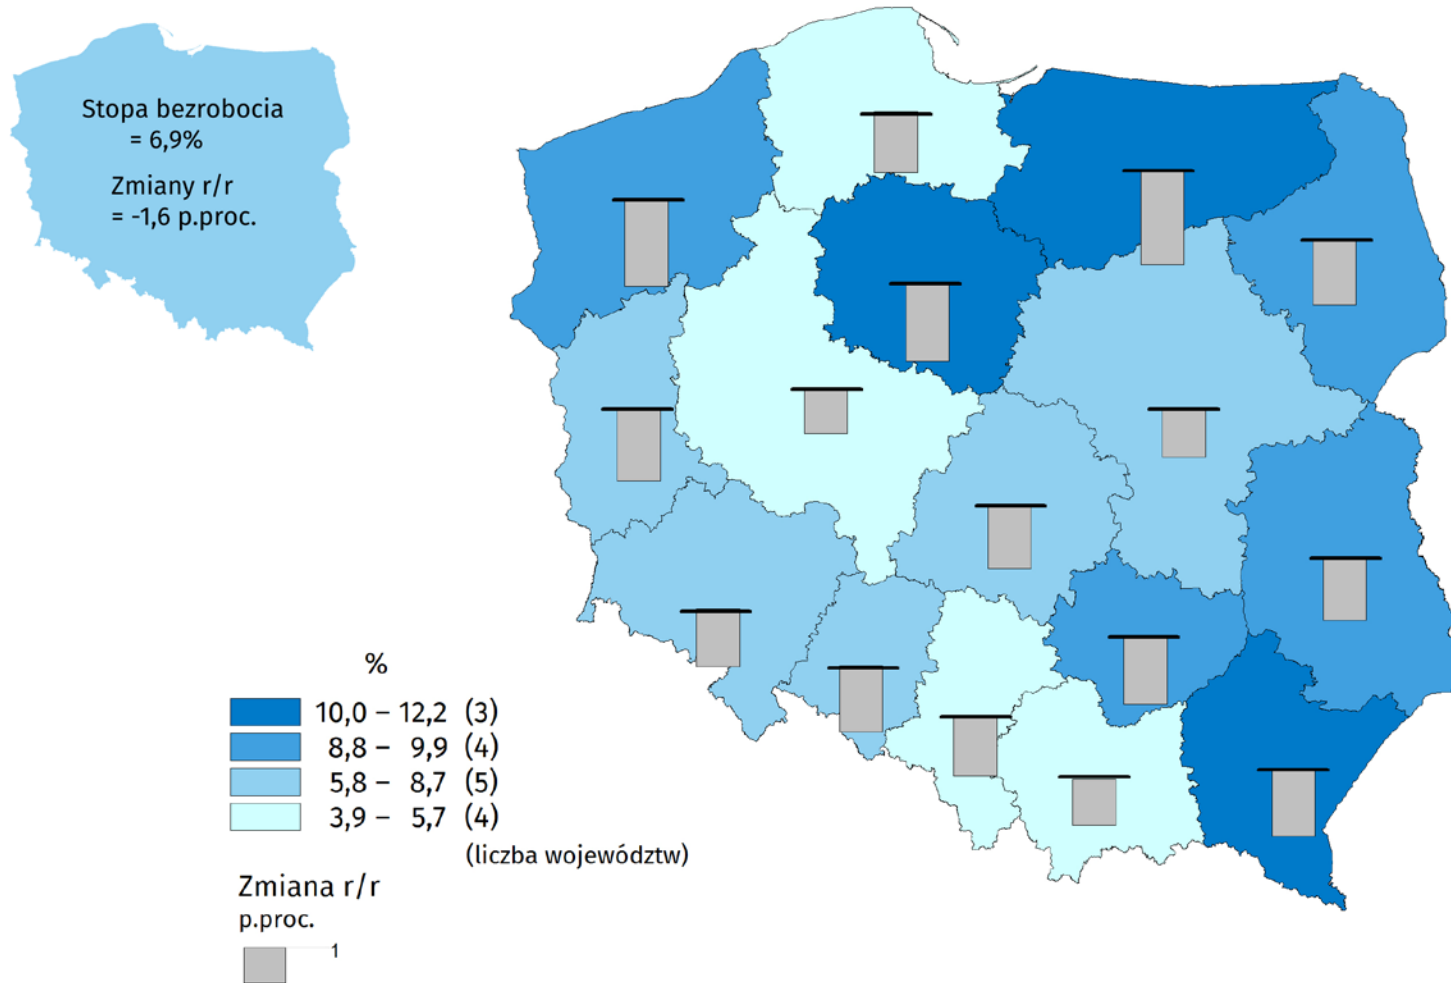 Stopa bezrobocia
= 6,9%
Zmiany r/r
= -1,6 p.proc.
%
10,0 – 12,2 (3)
8,8 – 9,9 (4)
5,8 – 8,7 (5)
3,9 – 5,7 (4)
(liczba województw)
Zmiana r/r
p.proc.
1